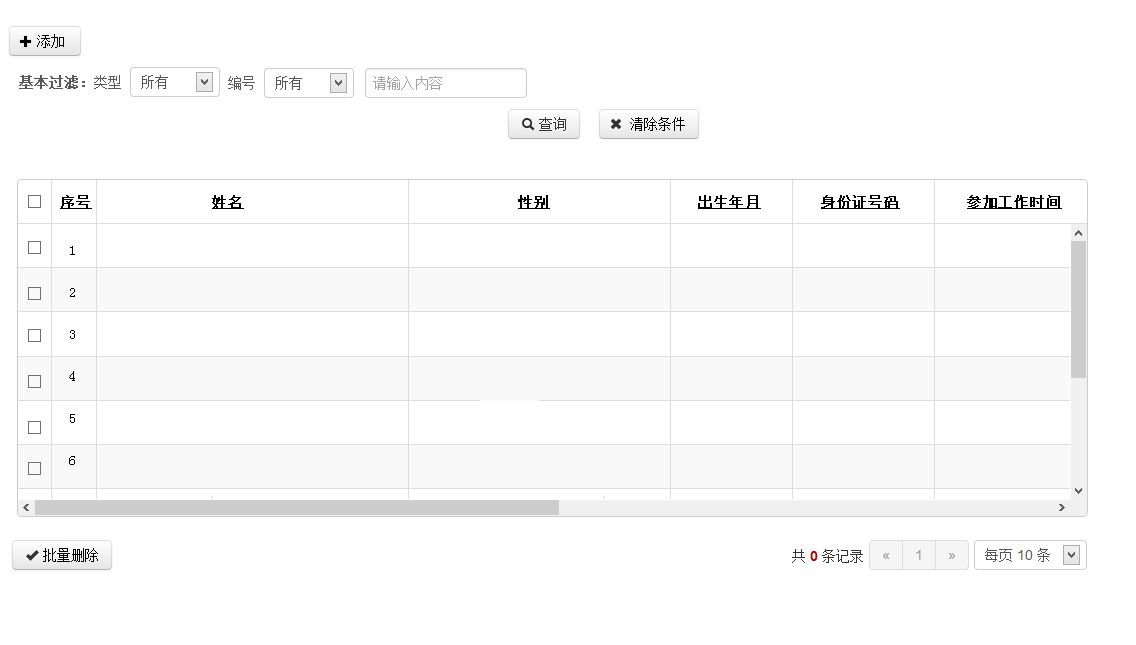 添加
基本过滤：类型 所有 编号 所有 请输入内容
查询 清除条件
序号 姓名 性别 出生年月 身份证号码 参加工作时间
1
2
3
4
5
6
批量删除 共 0 条记录 « 1 » 每页 10 条